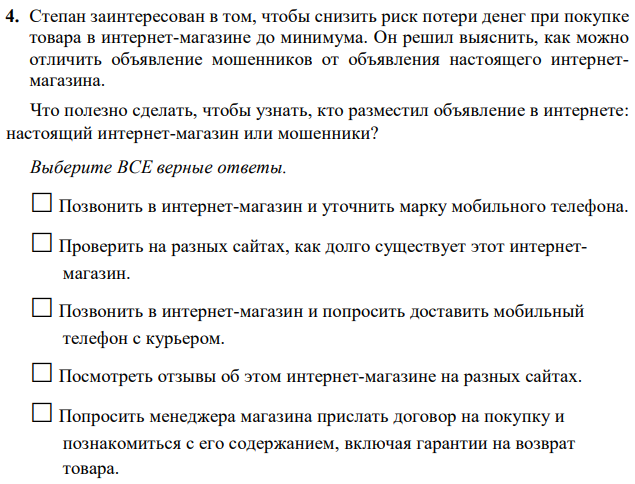 4. Степан заинтересован в том, чтобы снизить риск потери денег при покупке
товара в интернет-магазине до минимума. Он решил выяснить, как можно
отличить объявление мошенников от объявления настоящего интернет-
магазина.
Что полезно сделать, чтобы узнать, кто разместил объявление в интернете:
настоящий интернет-магазин или мошенники?
Выберите ВСЕ верные ответы.
Позвонить в интернет-магазин и уточнить марку мобильного телефона.
Проверить на разных сайтах, как долго существует этот интернет-
магазин.
Позвонить в интернет-магазин и попросить доставить мобильный
телефон с курьером.
Посмотреть отзывы об этом интернет-магазине на разных сайтах.
Попросить менеджера магазина прислать договор на покупку и
познакомиться с его содержанием, включая гарантии на возврат
товара.